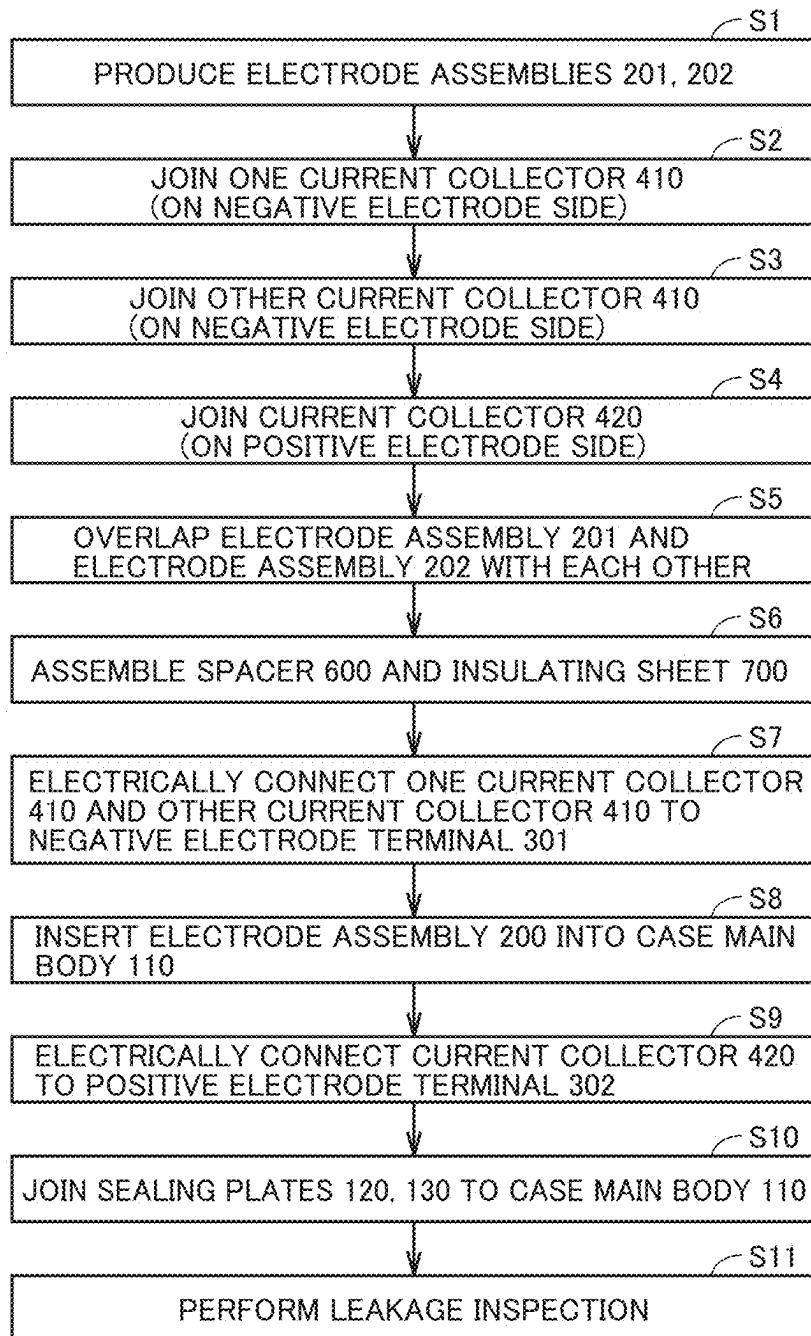 S1
PRODUCE ELECTRODE ASSEMBLIES 201, 202
S2
JOIN ONE CURRENT COLLECTOR 410
(ON NEGATIVE ELECTRODE SIDE)
S3
JOIN OTHER CURRENT COLLECTOR 410
(ON NEGATIVE ELECTRODE SIDE)
S4
JOIN CURRENT COLLECTOR 420
(ON POSITIVE ELECTRODE SIDE)
S5
OVERLAP ELECTRODE ASSEMBLY 201 AND
ELECTRODE ASSEMBLY 202 WITH EACH OTHER
S6
ASSEMBLE SPACER 600 AND INSULATING SHEET 700
S7
ELECTRICALLY CONNECT ONE CURRENT COLLECTOR
410 AND OTHER CURRENT COLLECTOR 410 TO
NEGATIVE ELECTRODE TERMINAL 301
S8
INSERT ELECTRODE ASSEMBLY 200 INTO CASE MAIN
BODY 110
S9
ELECTRICALLY CONNECT CURRENT COLLECTOR 420
TO POSITIVE ELECTRODE TERMINAL 302
S10
JOIN SEALING PLATES 120, 130 TO CASE MAIN BODY 110
S11
PERFORM LEAKAGE INSPECTION